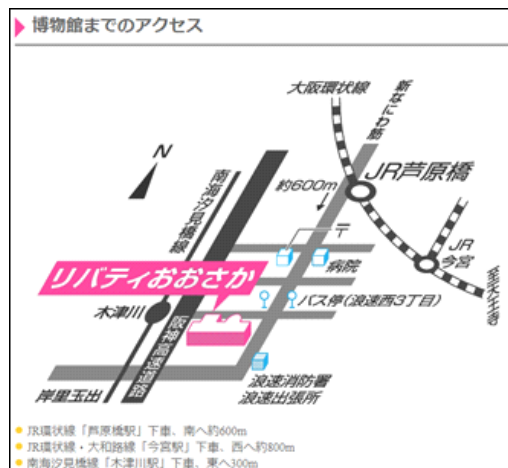 博物館までのアクセス
大阪環状線
新なにわ筋
N
南海汐見橋線
JR芦原橋
約600m
〒
病院
JR
今宮
至天王寺
リバティおおさか
バス停(浪速西3丁目)
木津川
阪神高速道路
浪速消防署
浪速出張所
岸里玉出
JR環状線「芦原橋駅」下車、南へ約600m
JR環状線・大和路線「今宮駅」下車、西へ約800m
南海汐見橋線「木津川駅」下車、東へ300m